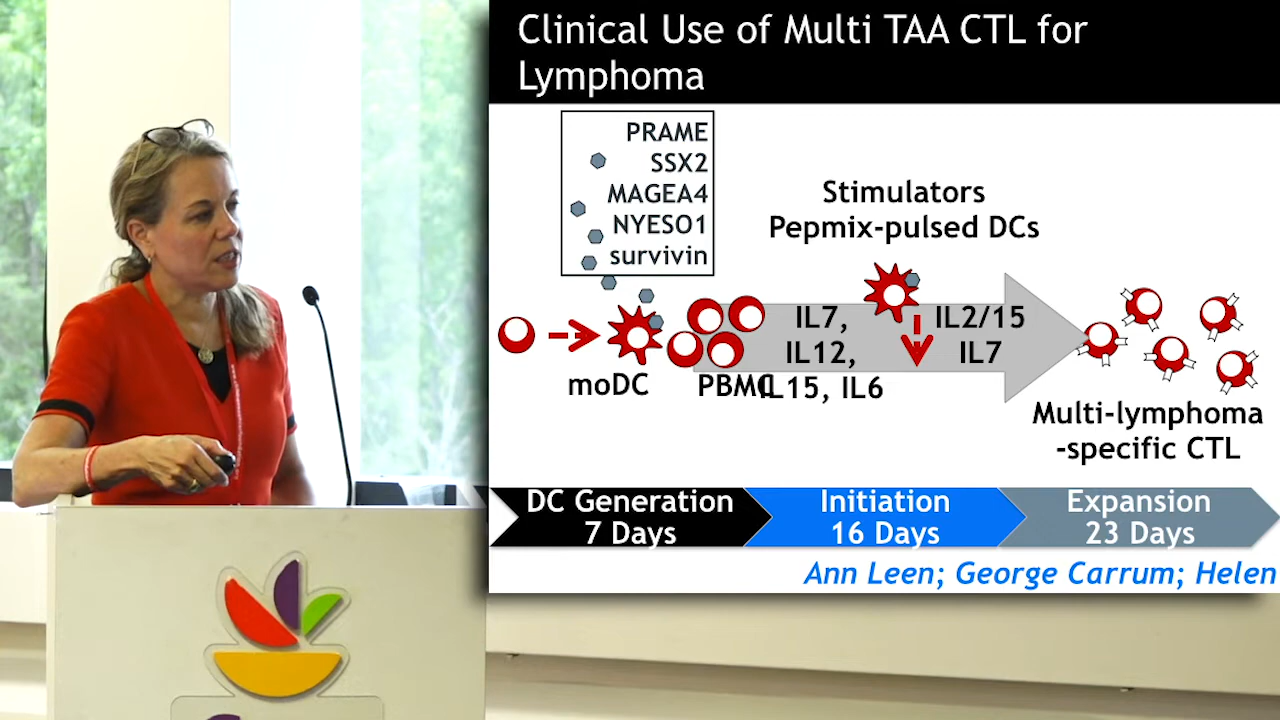 Clinical Use of Multi TAA CTL for
Lymphoma
PRAME
SSX2
MAGEA4
NYESO1
survivin
Stimulators
Pepmix-pulsed DCs
IL7,
IL12,
IL15, IL6
IL2/15
IL7
moDC
PBMC
Multi-lymphoma
-specific CTL
DC Generation
7 Days
Initiation
16 Days
Expansion
23 Days
Ann Leen; George Carrum; Helen